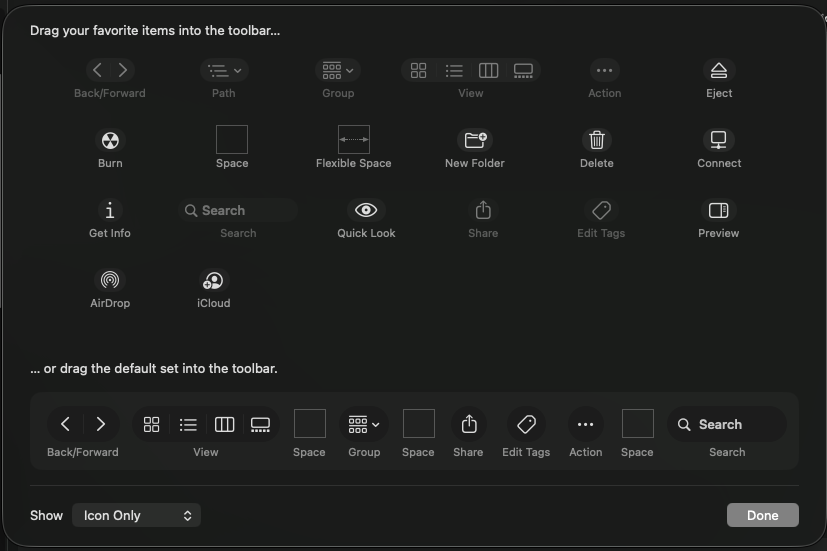 Drag your favorite items into the toolbar...
Back/Forward Path Group View Action Eject
Burn Space Flexible Space New Folder Delete Connect
Search
Get Info Search Quick Look Share Edit Tags Preview
AirDrop iCloud
... or drag the default set into the toolbar.
Search
Back/Forward View Space Group Space Share Edit Tags Action Space Search
Show Icon Only Done